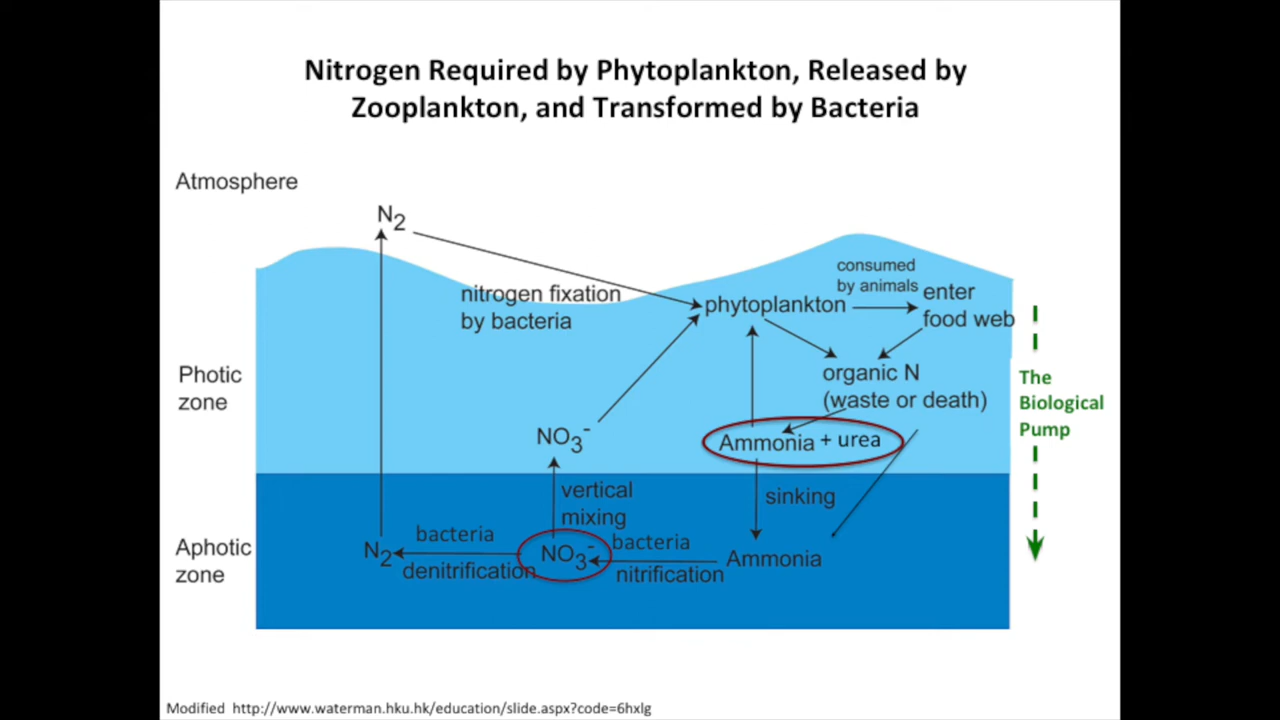 Nitrogen Required by Phytoplankton, Released by
Zooplankton, and Transformed by Bacteria
Atmosphere
N2
consumed
by animals
enter
food web
nitrogen fixation
by bacteria
phytoplankton
Photic
zone
organic N
(waste or death)
The
Biological
Pump
NO3-
Ammonia + urea
vertical
mixing
sinking
Aphotic
zone
N2
bacteria
denitrification
NO3-
bacteria
nitrification
Ammonia
Modified http://www.waterman.hku.hk/education/slide.aspx?code=6hxlg